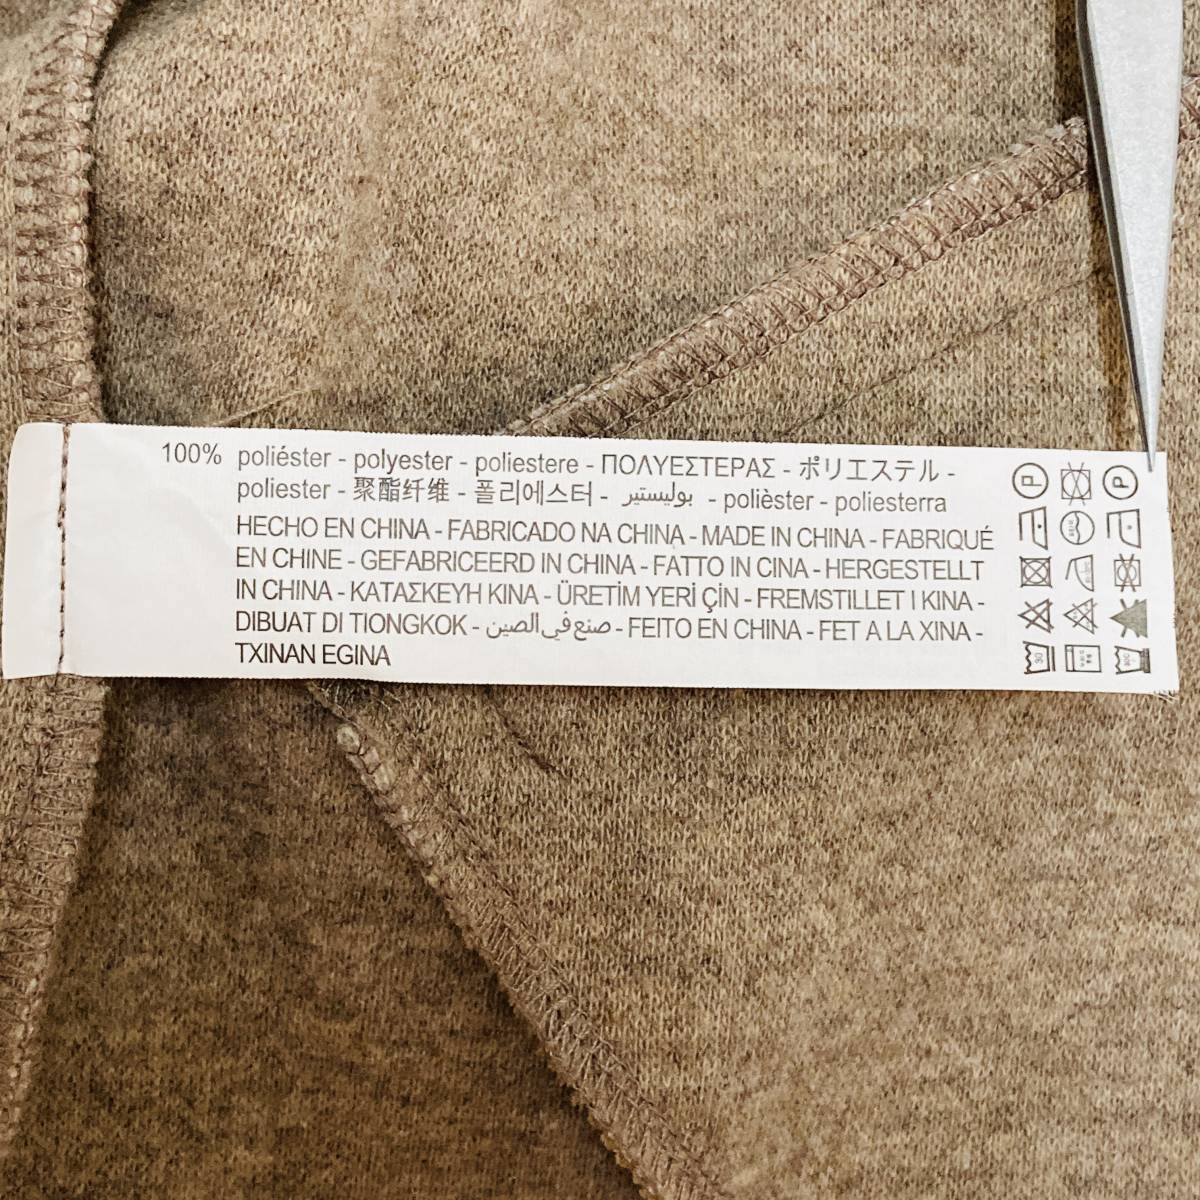 100% poliéster - polyester - poliestere - ΠΟΛΥΕΣΤΕΡΑΣ - ポリエステル -
poliester - 聚酯纤维 - 폴리에스터 - بوليستير - polièster - poliesterra
HECHO EN CHINA - FABRICADO NA CHINA - MADE IN CHINA - FABRIQUÉ
EN CHINE - GEFABRICEERD IN CHINA - FATTO IN CINA - HERGESTELLT
IN CHINA - ΚΑΤΑΣΚΕΥΗ ΚΙΝΑ - ÜRETİM YERİ ÇİN - FREMSTILLET I KINA -
DIBUAT DI TIONGKOK - صنع في الصين - FEITO EN CHINA - FET A LA XINA -
TXINAN EGINA
P P
30